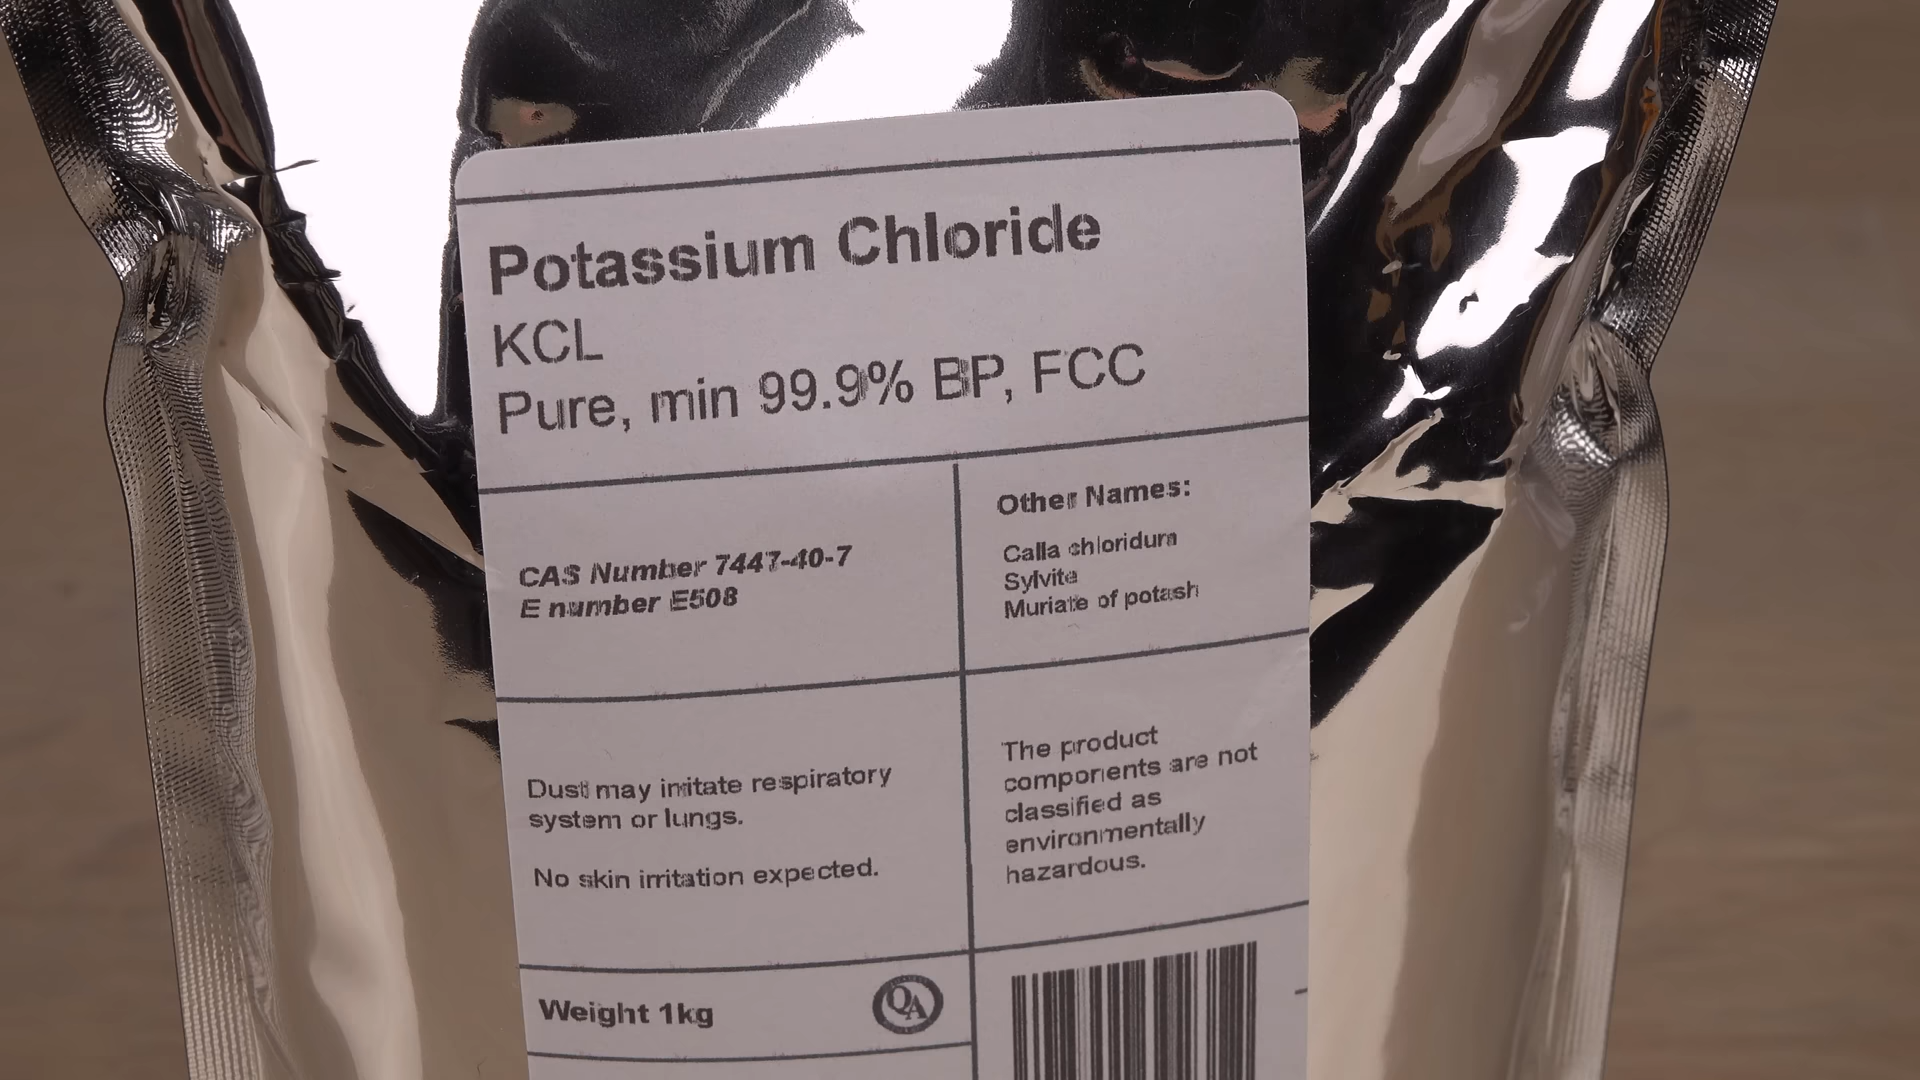 Potassium Chloride
KCL
Pure, min 99.9% BP, FCC
CAS Number 7447-40-7
E number E508
Other Names:
Calla chloridura
Sylvite
Muriate of potash
Dust may irritate respiratory
system or lungs.
No skin irritation expected.
The product
components are not
classified as
environmentally
hazardous.
Weight 1kg
QA